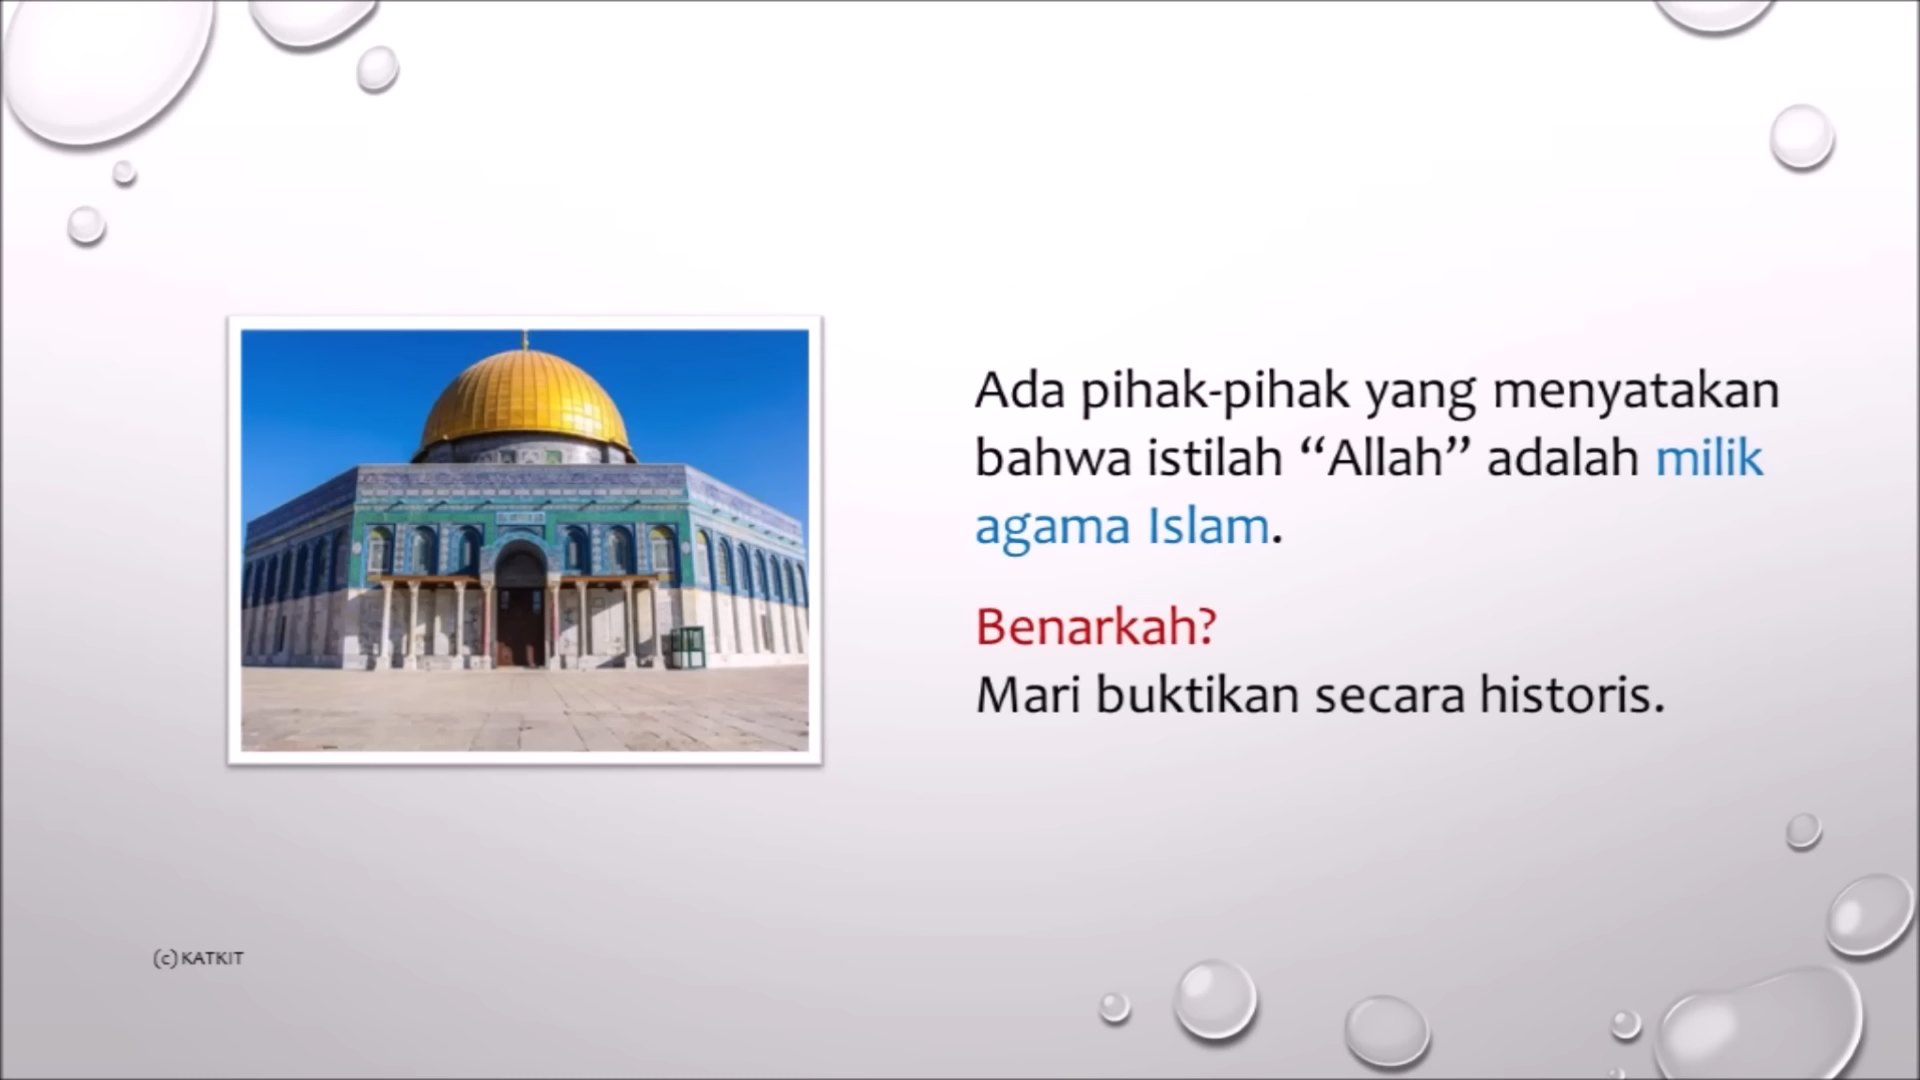 Ada pihak-pihak yang menyatakan
bahwa istilah “Allah” adalah milik
agama Islam.
Benarkah?
Mari buktikan secara historis.
(c) KATKIT